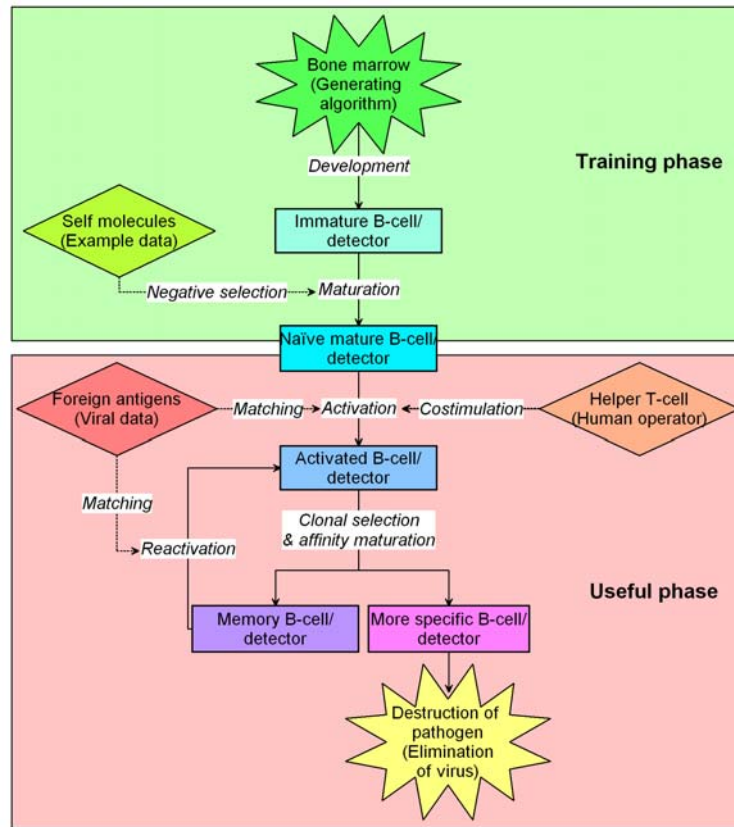 Bone marrow
(Generating
algorithm)
Development
Training phase
Self molecules
(Example data)
Immature B-cell/
detector
Negative selection
Maturation
Naïve mature B-cell/
detector
Foreign antigens
(Viral data)
Matching
Activation
Costimulation
Helper T-cell
(Human operator)
Activated B-cell/
detector
Matching
Clonal selection
& affinity maturation
Reactivation
Useful phase
Memory B-cell/
detector
More specific B-cell/
detector
Destruction of
pathogen
(Elimination
of virus)